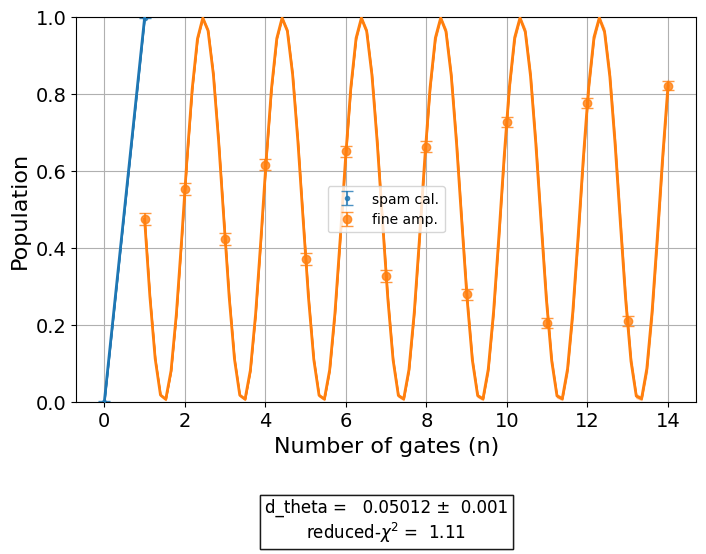 1.0
0.8
0.6
0.4
0.2
0.0
Population
spam cal.
fine amp.
0 2 4 6 8 10 12 14
Number of gates (n)
d_theta = 0.05012 ± 0.001
reduced-χ² = 1.11